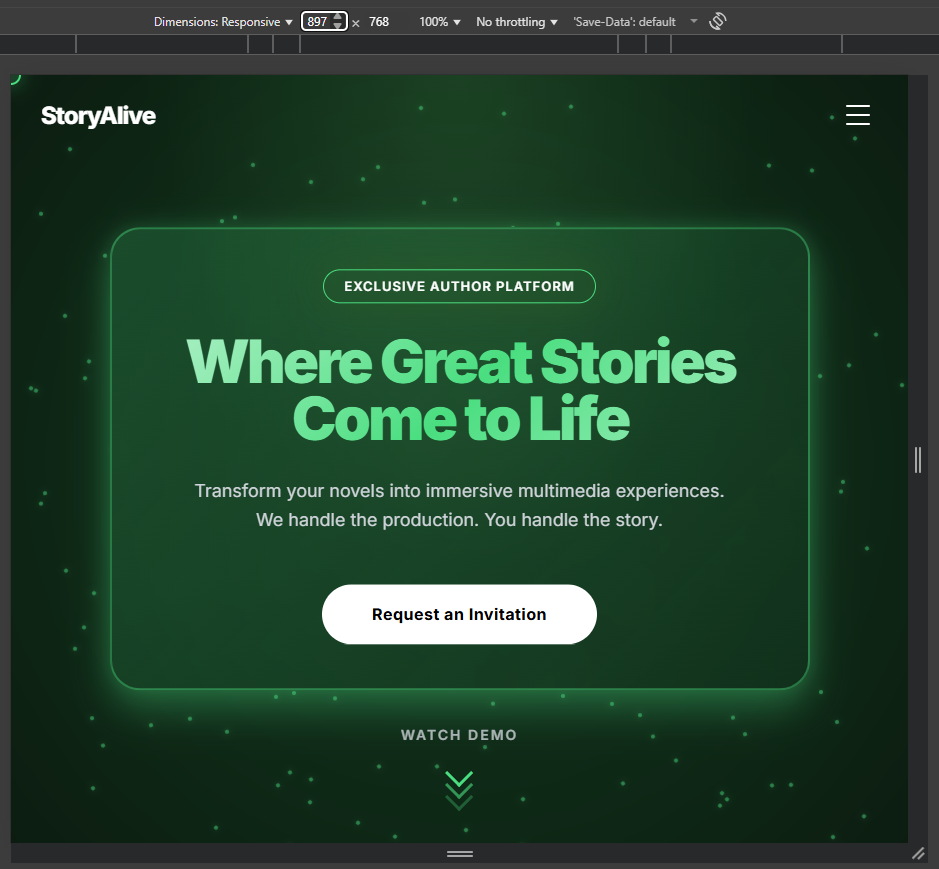 Dimensions: Responsive 897 × 768 100% No throttling 'Save-Data': default
StoryAlive
EXCLUSIVE AUTHOR PLATFORM
Where Great Stories
Come to Life
Transform your novels into immersive multimedia experiences.
We handle the production. You handle the story.
Request an Invitation
WATCH DEMO